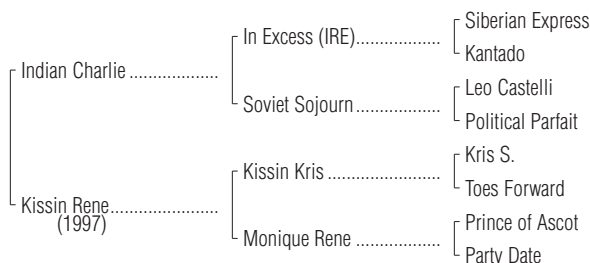 Siberian Express
In Excess (IRE)..................
Kantado
Indian Charlie ...................
Leo Castelli
Soviet Sojourn ..................
Political Parfait
Kris S.
Kissin Kris ........................
Toes Forward
Kissin Rene.......................
(1997)
Prince of Ascot
Monique Rene ...................
Party Date